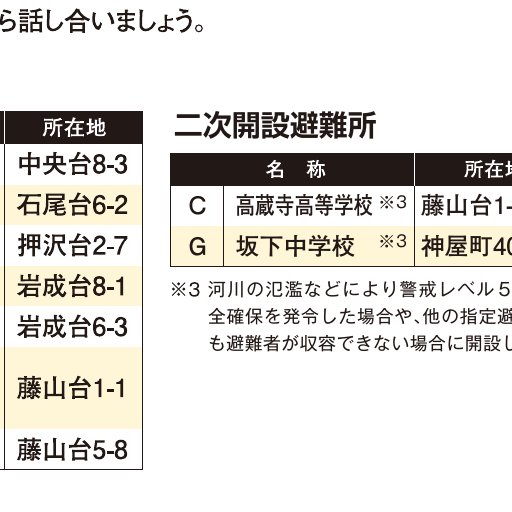 ら話し合いましょう。
所在地
中央台8-3
石尾台6-2
押沢台2-7
岩成台8-1
岩成台6-3
藤山台1-1
藤山台5-8
二次開設避難所
名 称 所在地
C 高蔵寺高等学校 ※3 藤山台1-
G 坂下中学校 ※3 神屋町40
※3 河川の氾濫などにより警戒レベル5
全確保を発令した場合や、他の指定避
も避難者が収容できない場合に開設し